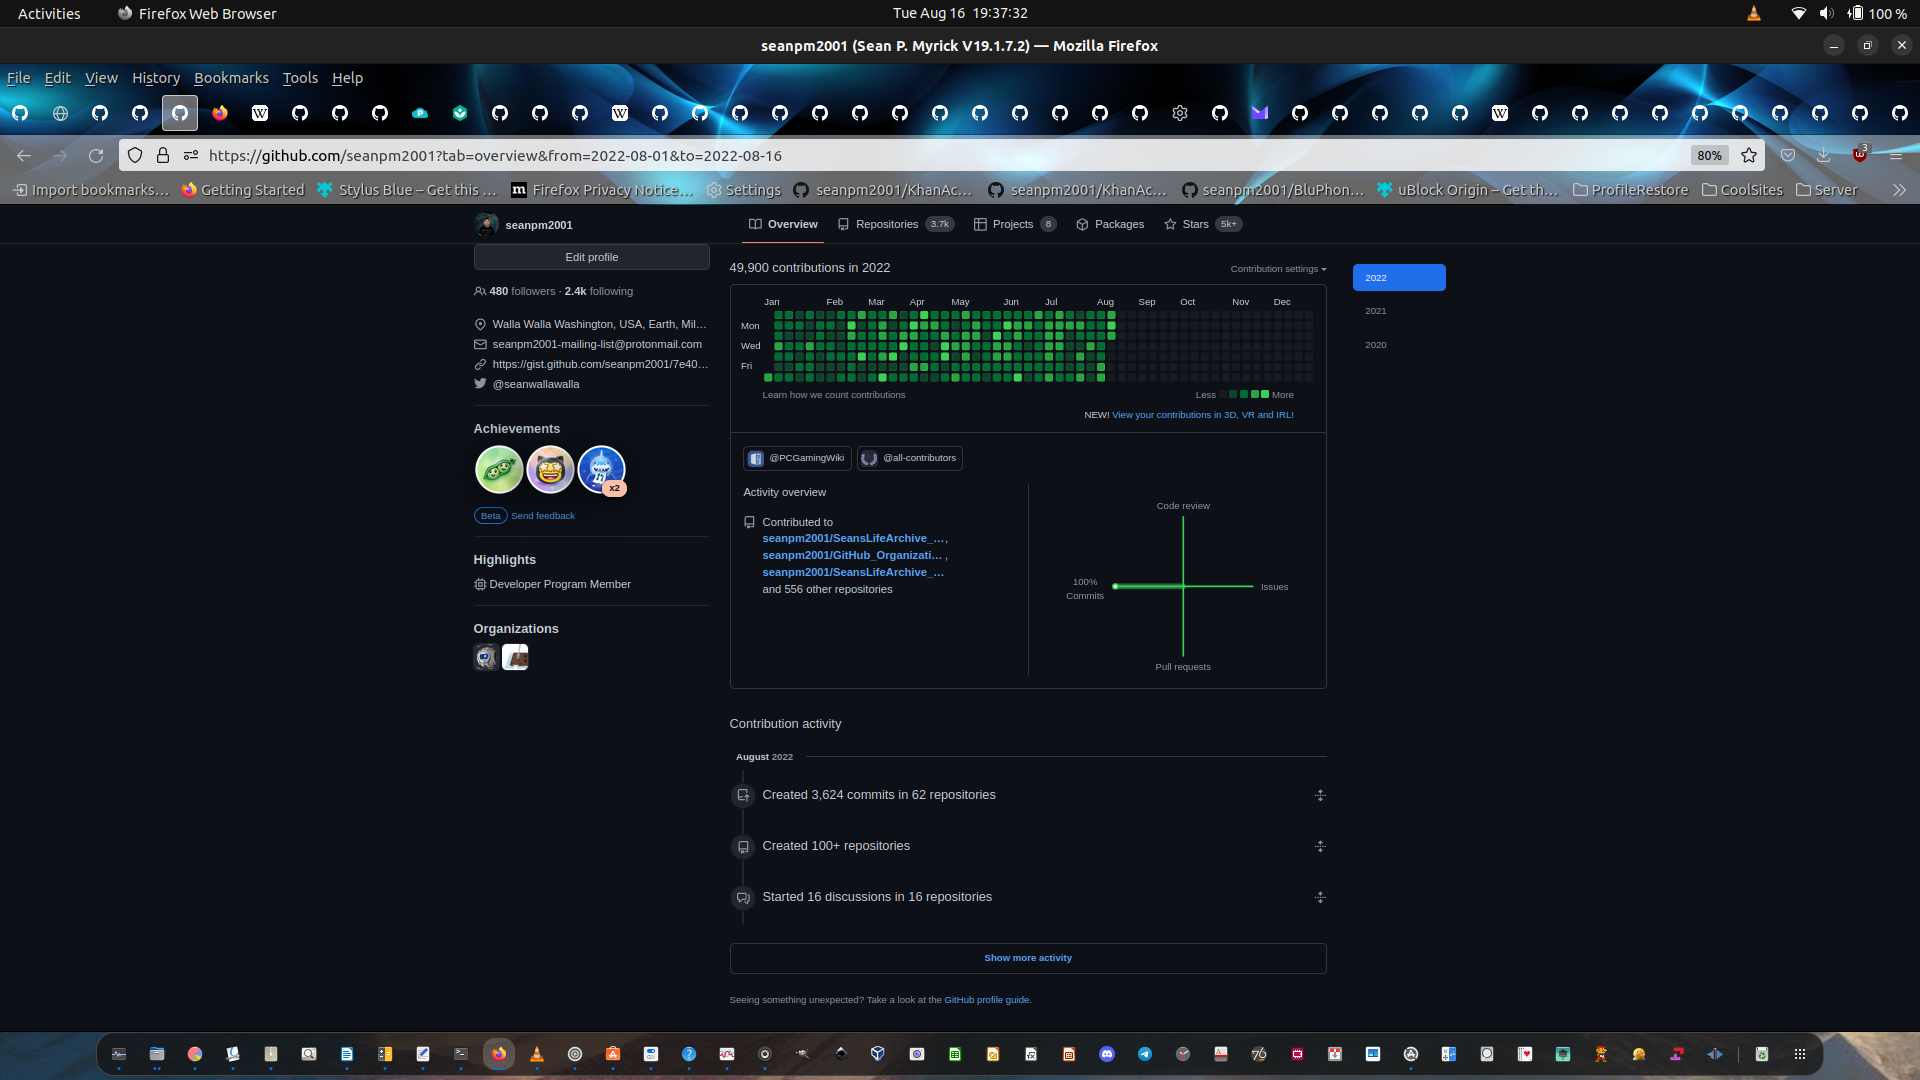 Activities
Firefox Web Browser
Tue Aug 16 19:37:32
100 %
seanpm2001 (Sean P. Myrick V19.1.7.2) — Mozilla Firefox
File Edit View History Bookmarks Tools Help
https://github.com/seanpm2001?tab=overview&from=2022-08-01&to=2022-08-16
80%
3
Import bookmarks…
Getting Started
Stylus Blue – Get this …
Firefox Privacy Notice…
Settings
seanpm2001/KhanAc…
seanpm2001/KhanAc…
seanpm2001/BluPhon…
uBlock Origin – Get th…
ProfileRestore
CoolSites
Server
seanpm2001
Overview
Repositories 3.7k
Projects 8
Packages
Stars 5k+
Edit profile
480 followers · 2.4k following
Walla Walla Washington, USA, Earth, Mil…
seanpm2001-mailing-list@protonmail.com
https://gist.github.com/seanpm2001/7e40…
@seanwallawalla
Achievements
x2
Beta Send feedback
Highlights
Developer Program Member
Organizations
49,900 contributions in 2022
Contribution settings
Jan Feb Mar Apr May Jun Jul Aug Sep Oct Nov Dec
Mon
Wed
Fri
Learn how we count contributions
Less More
NEW! View your contributions in 3D, VR and IRL!
@PCGamingWiki
@all-contributors
Activity overview
Contributed to
seanpm2001/SeansLifeArchive_…,
seanpm2001/GitHub_Organizati… ,
seanpm2001/SeansLifeArchive_…
and 556 other repositories
Code review
100%
Commits
Issues
Pull requests
2022
2021
2020
Contribution activity
August 2022
Created 3,624 commits in 62 repositories
Created 100+ repositories
Started 16 discussions in 16 repositories
Show more activity
Seeing something unexpected? Take a look at the GitHub profile guide.